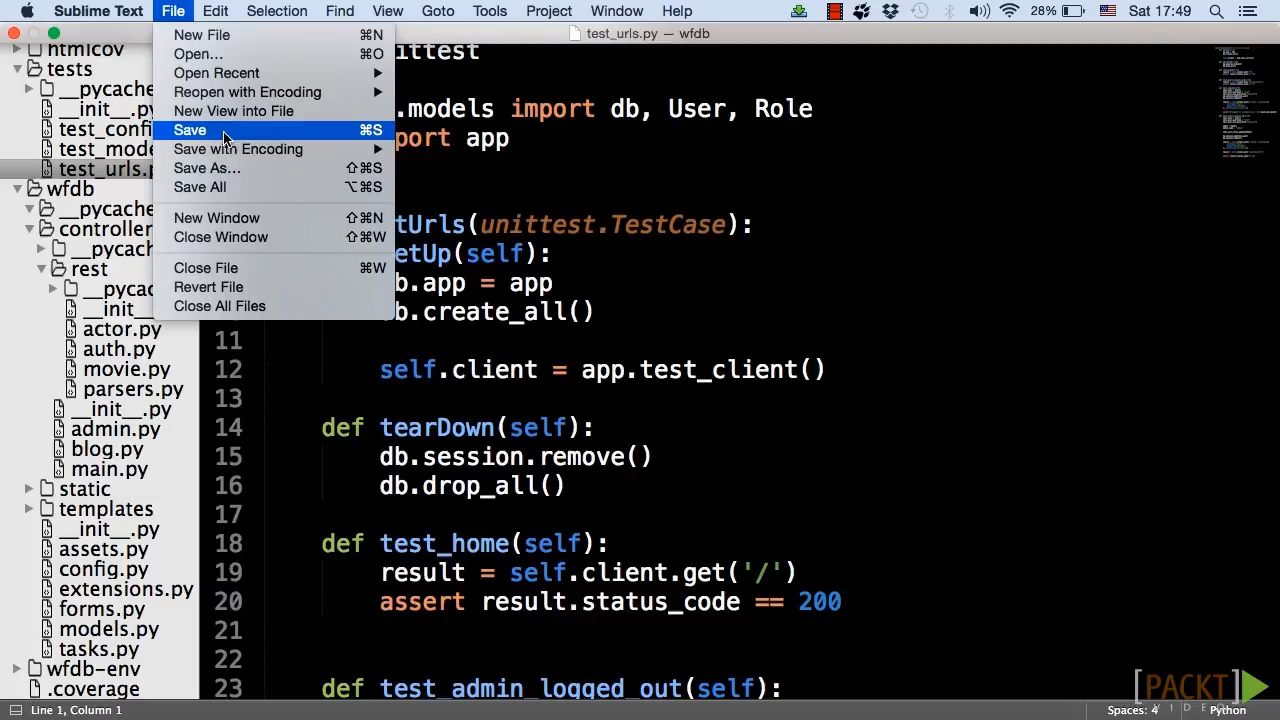 Sublime Text File Edit Selection Find View Goto Tools Project Window Help 28% Sat 17:49
test_urls.py — wfdb
New File ⌘N
Open... ⌘O
Open Recent
Reopen with Encoding
New View into File
Save ⌘S
Save with Encoding
Save As... ⇧⌘S
Save All ⌥⌘S
New Window ⇧⌘N
Close Window ⇧⌘W
Close File ⌘W
Revert File
Close All Files
htmlcov
tests
__pycache
__init__.py
test_confi
test_mode
test_urls.p
wfdb
__pycache
controller
__pyca
rest
__pyca
__init__
actor.py
auth.py
movie.py
parsers.py
__init__.py
admin.py
blog.py
main.py
static
templates
__init__.py
assets.py
config.py
extensions.py
forms.py
models.py
tasks.py
wfdb-env
.coverage
ittest
.models import db, User, Role
port app
tUrls(unittest.TestCase):
etUp(self):
b.app = app
b.create_all()
11
12 self.client = app.test_client()
13
14 def tearDown(self):
15 db.session.remove()
16 db.drop_all()
17
18 def test_home(self):
19 result = self.client.get('/')
20 assert result.status_code == 200
21
22
23 def test_admin_logged_out(self):
Line 1, Column 1 Spaces: 4 Python
[PACKT]
VIDEO